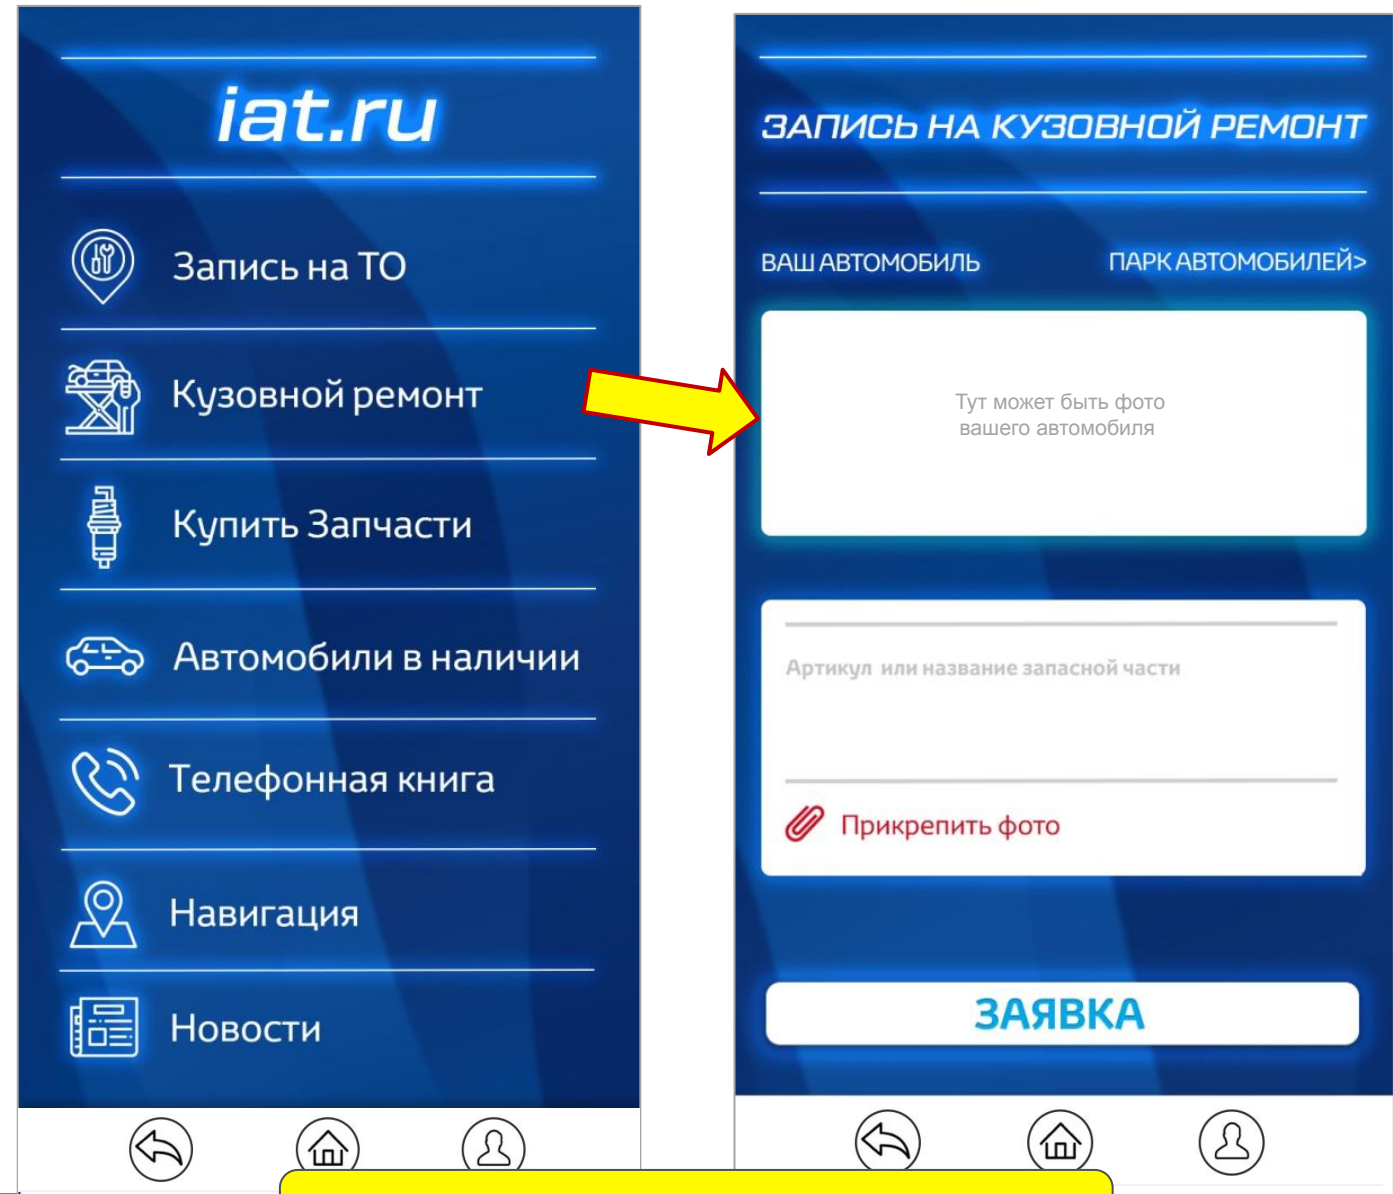 iat.ru
Запись на ТО
Кузовной ремонт
Купить Запчасти
Автомобили в наличии
Телефонная книга
Навигация
Новости
ЗАПИСЬ НА КУЗОВНОЙ РЕМОНТ
ВАШ АВТОМОБИЛЬ
ПАРК АВТОМОБИЛЕЙ>
Тут может быть фото
вашего автомобиля
Артикул или название запасной части
Прикрепить фото
ЗАЯВКА